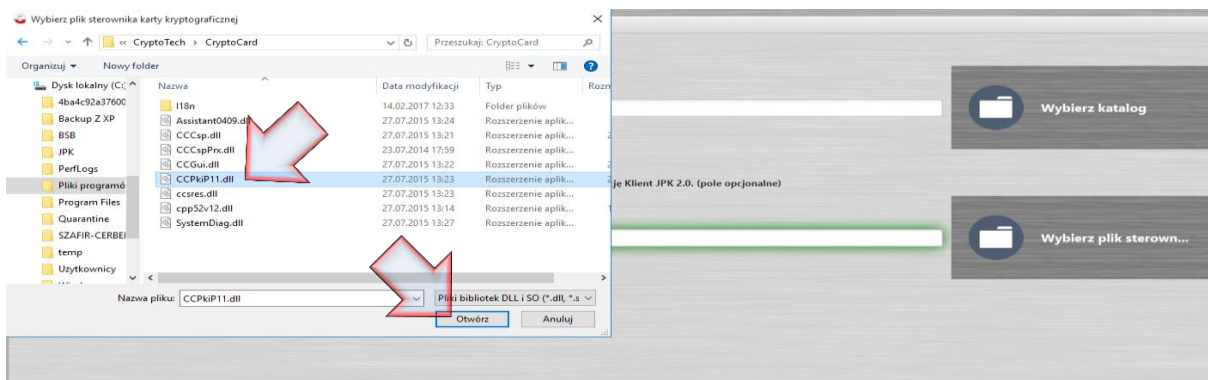 Wybierz plik sterownika karty kryptograficznej
« CryptoTech › CryptoCard
Przeszukaj: CryptoCard
Organizuj
Nowy folder
Dysk lokalny (C:)
4ba4c92a37600
Backup Z XP
BSB
JPK
PerfLogs
Pliki programó
Program Files
Quarantine
SZAFIR-CERBEI
temp
Użytkownicy
Nazwa Data modyfikacji Typ Rozm
I18n 14.02.2017 12:33 Folder plików
Assistant0409.dll 27.07.2015 13:24 Rozszerzenie aplik...
CCCsp.dll 27.07.2015 13:21 Rozszerzenie aplik... 2
CCCspPrx.dll 23.07.2014 17:59 Rozszerzenie aplik...
CCGui.dll 27.07.2015 13:22 Rozszerzenie aplik... 2
CCPkiP11.dll 27.07.2015 13:23 Rozszerzenie aplik... 2
ccsres.dll 27.07.2015 13:23 Rozszerzenie aplik...
cpp52v12.dll 27.07.2015 13:14 Rozszerzenie aplik... 1
SystemDiag.dll 27.07.2015 13:27 Rozszerzenie aplik...
Nazwa pliku: CCPkiP11.dll
Pliki bibliotek DLL i SO (*.dll, *.s
Otwórz Anuluj
Wybierz katalog
ję Klient JPK 2.0. (pole opcjonalne)
Wybierz plik sterown...